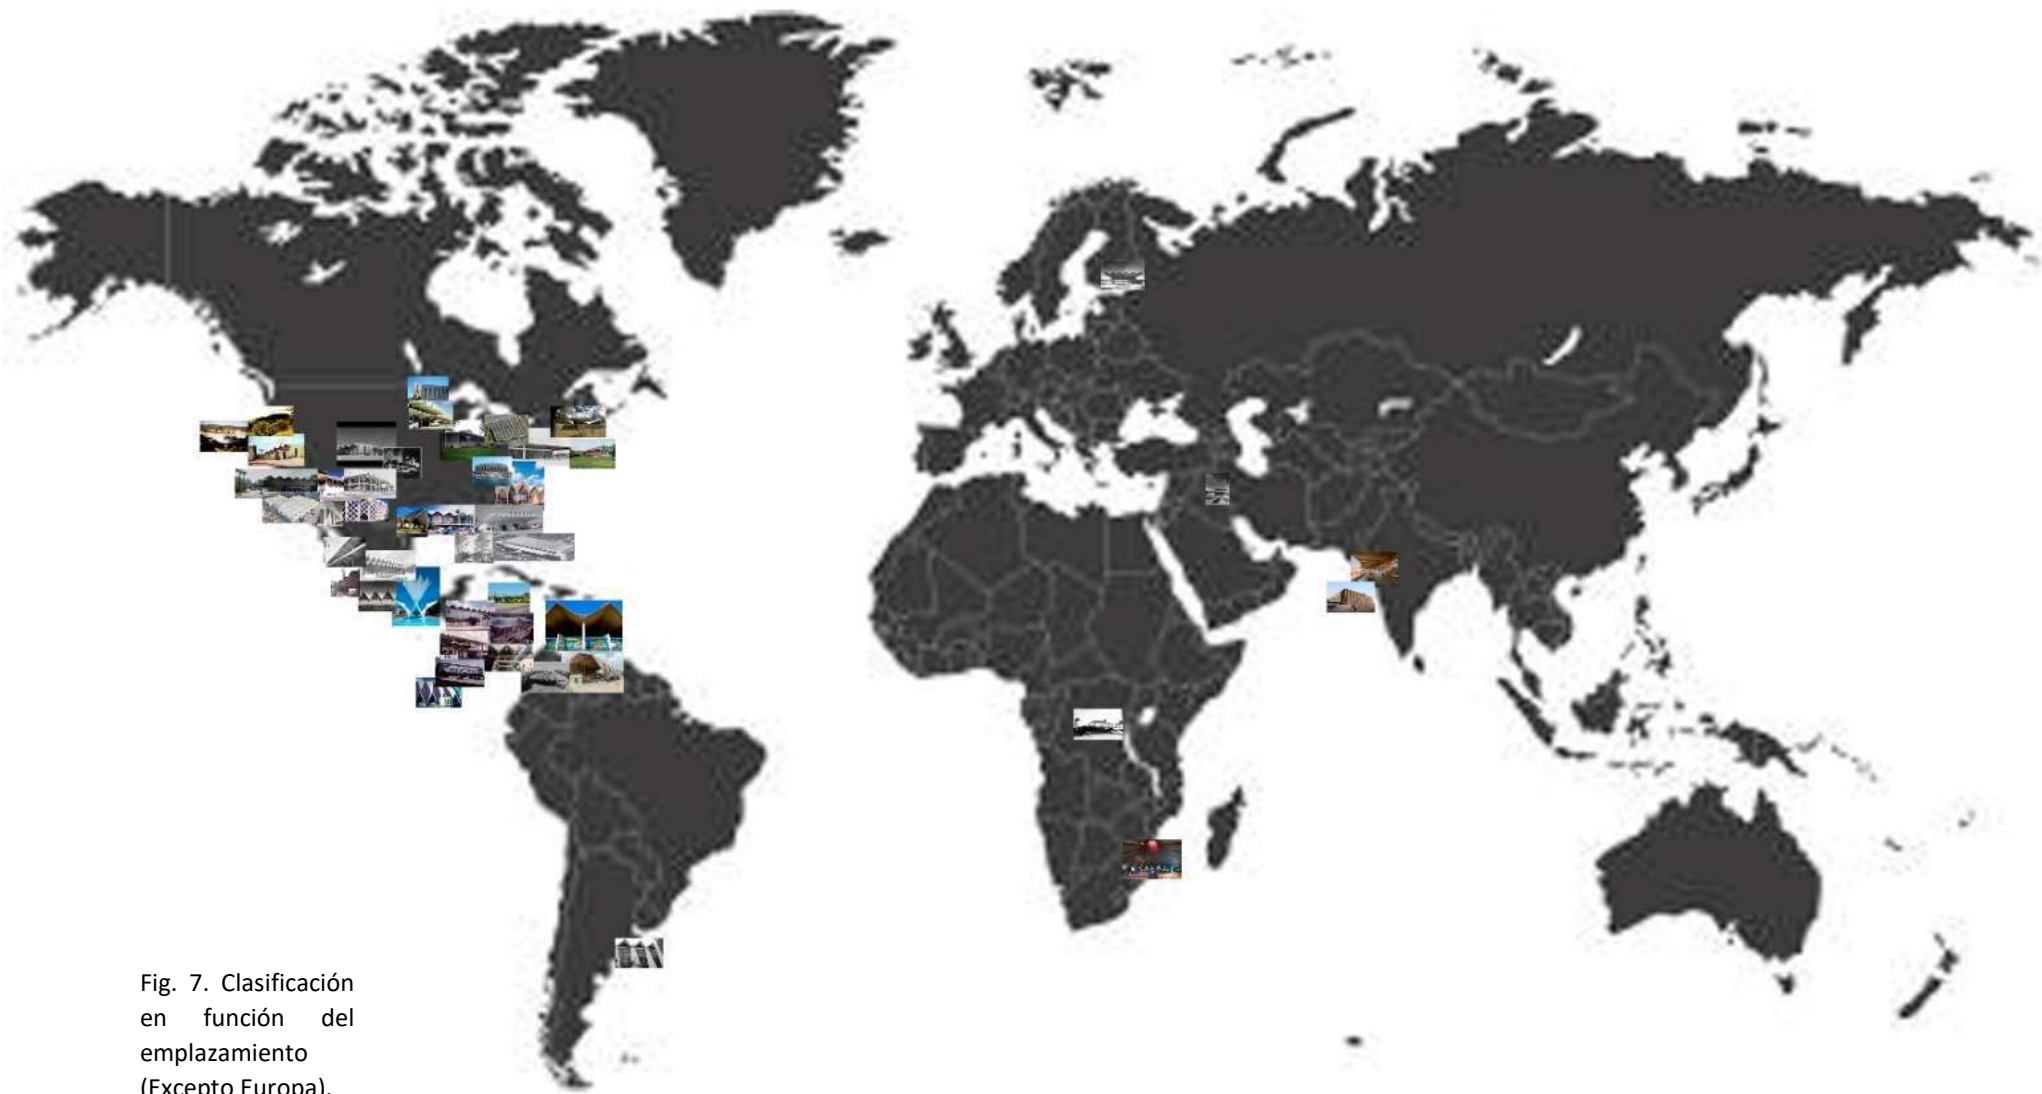 Fig. 7. Clasificación
en función del
emplazamiento
(Excepto Europa).